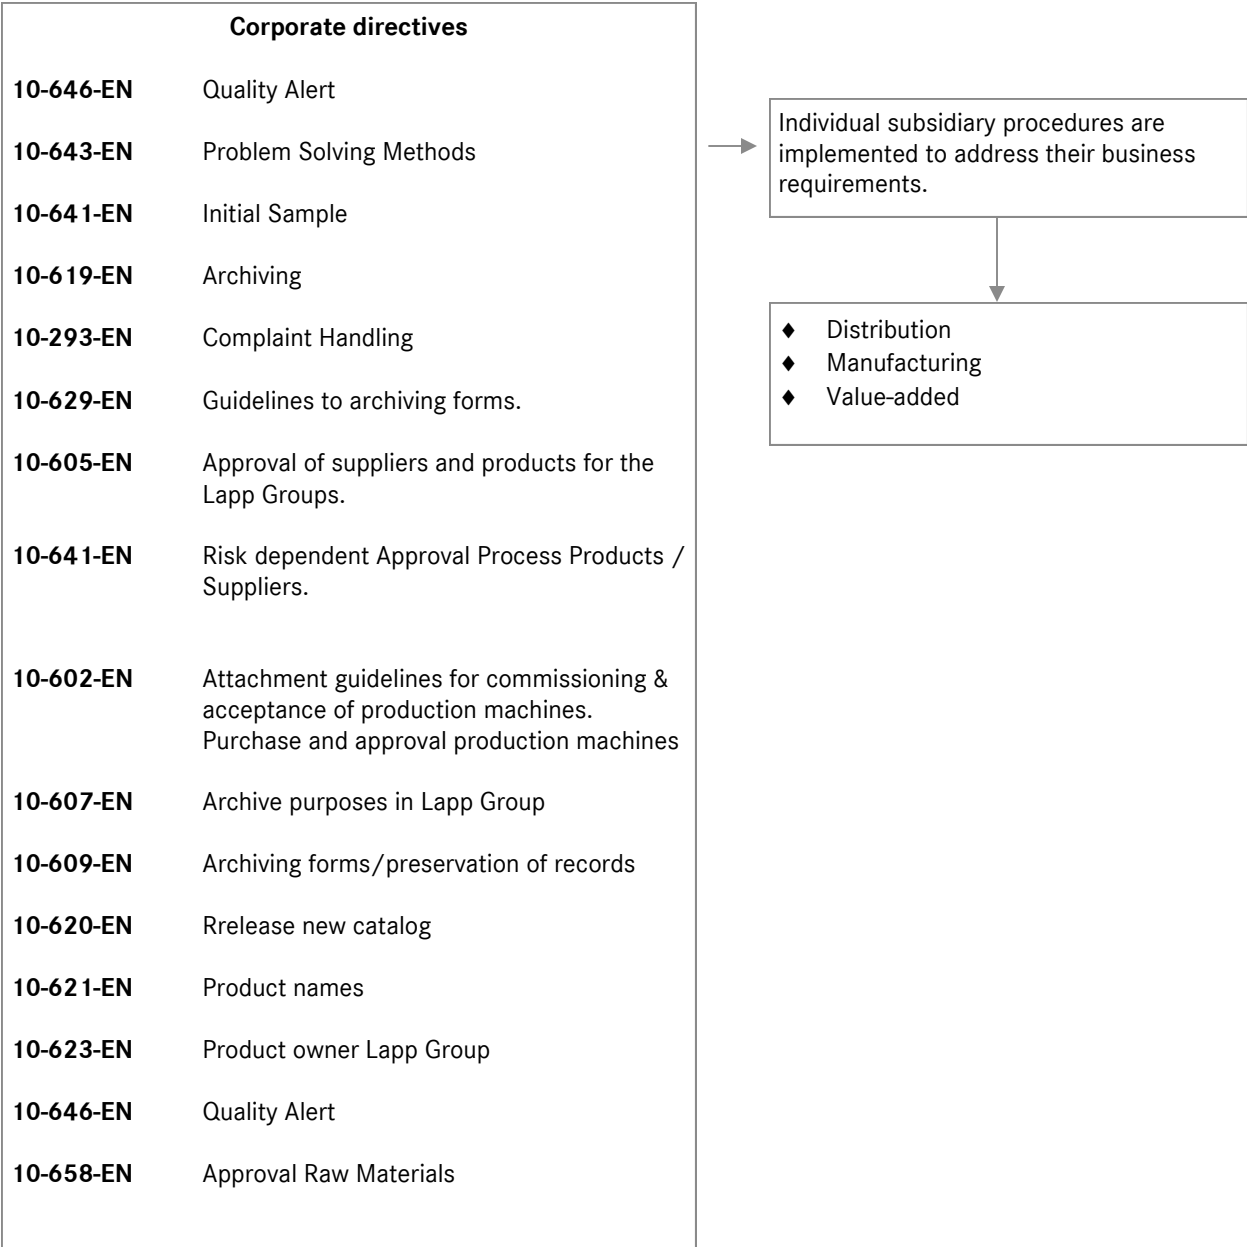 Corporate directives
10-646-EN Quality Alert
10-643-EN Problem Solving Methods
10-641-EN Initial Sample
10-619-EN Archiving
10-293-EN Complaint Handling
10-629-EN Guidelines to archiving forms.
10-605-EN Approval of suppliers and products for the
Lapp Groups.
10-641-EN Risk dependent Approval Process Products /
Suppliers.
10-602-EN Attachment guidelines for commissioning &
acceptance of production machines.
Purchase and approval production machines
10-607-EN Archive purposes in Lapp Group
10-609-EN Archiving forms/preservation of records
10-620-EN Rrelease new catalog
10-621-EN Product names
10-623-EN Product owner Lapp Group
10-646-EN Quality Alert
10-658-EN Approval Raw Materials
Individual subsidiary procedures are
implemented to address their business
requirements.
♦ Distribution
♦ Manufacturing
♦ Value-added